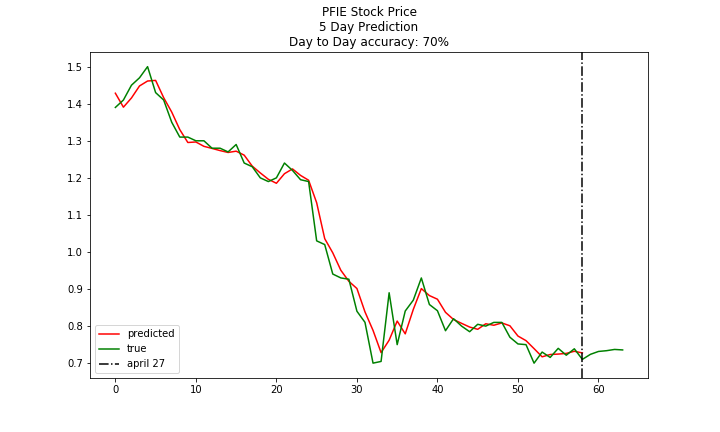 PFIE Stock Price
5 Day Prediction
Day to Day accuracy: 70%
1.5
1.4
1.3
1.2
1.1
1.0
0.9
0.8
0.7
predicted
true
april 27
0 10 20 30 40 50 60